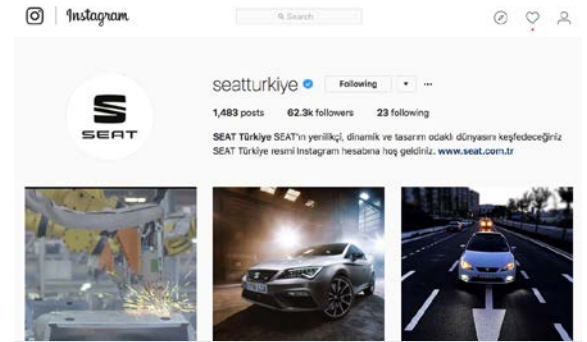 Instagram
Search
seatturkiye
Following
1,483 posts 62.3k followers 23 following
SEAT Türkiye SEAT'ın yenilikçi, dinamik ve tasarım odaklı dünyasını keşfedeceğiniz
SEAT Türkiye resmi Instagram hesabına hoş geldiniz. www.seat.com.tr
SEAT